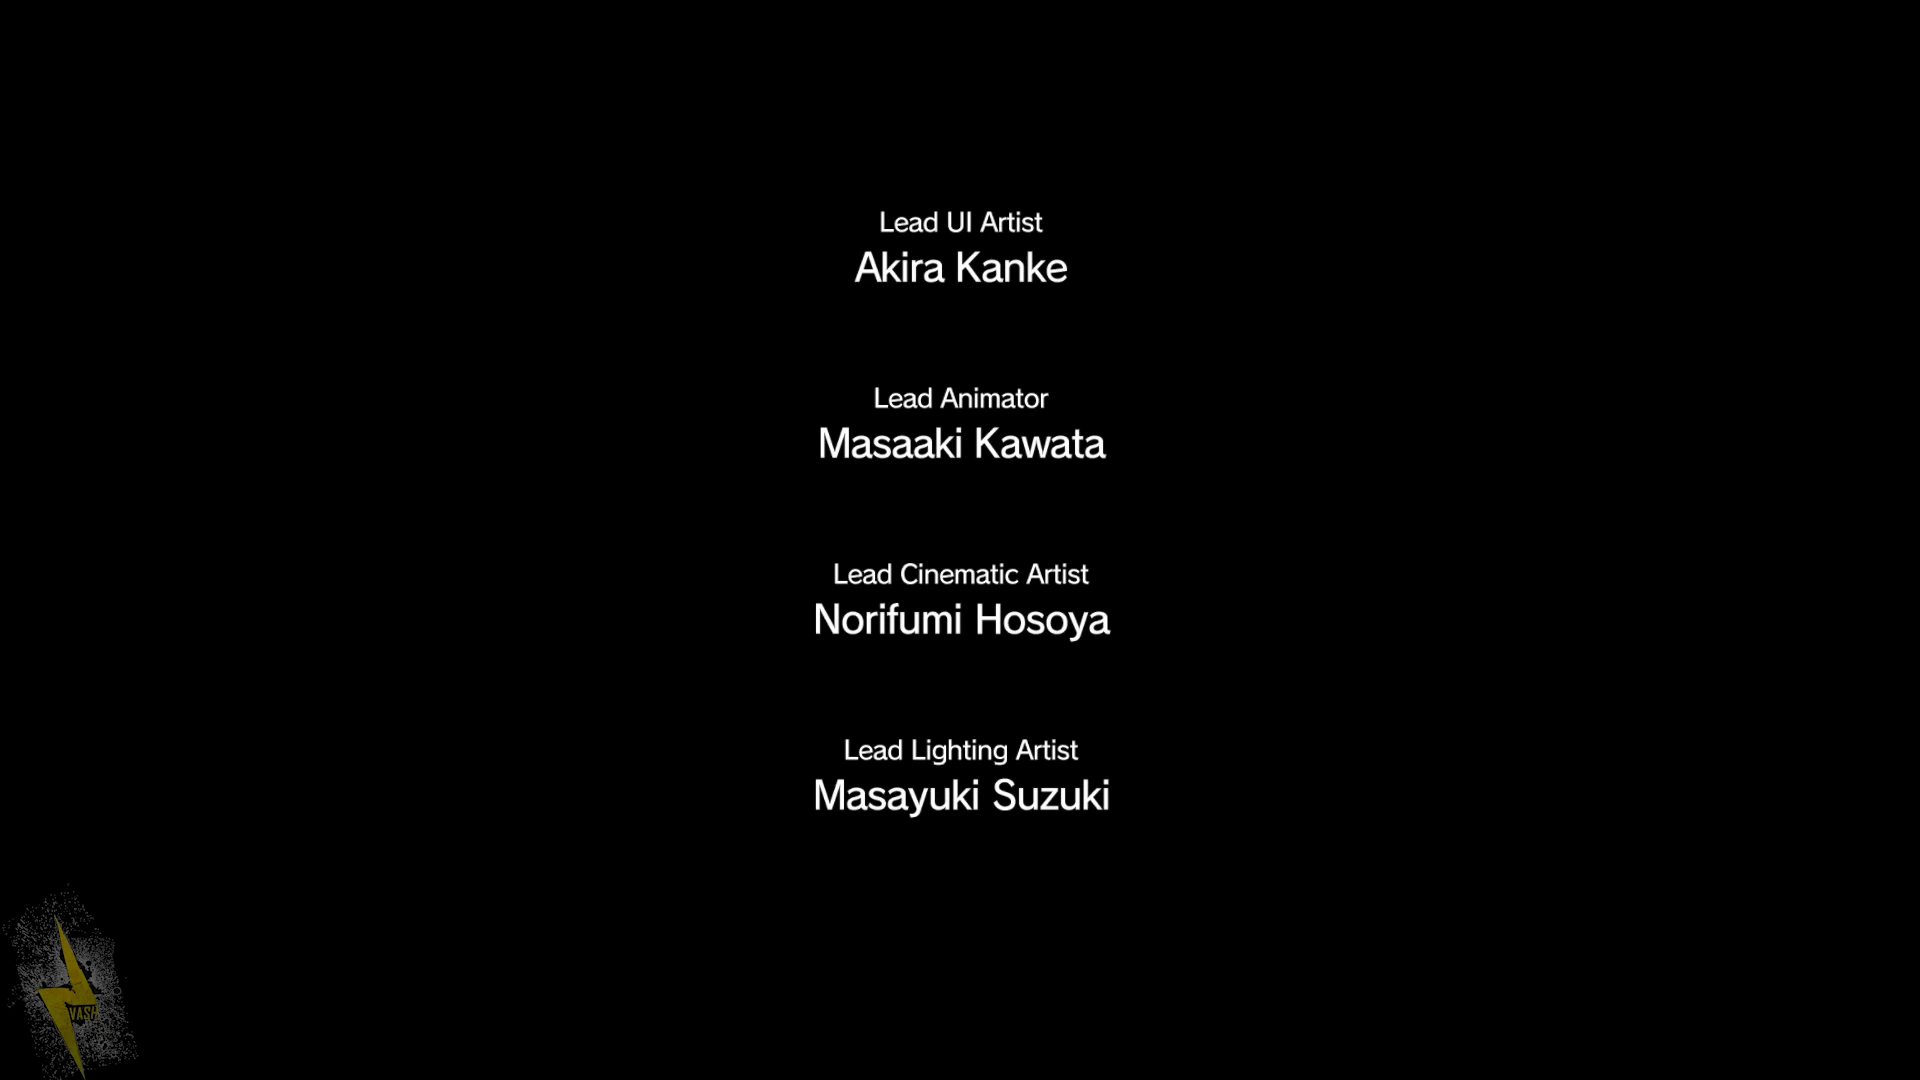 Lead UI Artist
Akira Kanke
Lead Animator
Masaaki Kawata
Lead Cinematic Artist
Norifumi Hosoya
Lead Lighting Artist
Masayuki Suzuki
VASH